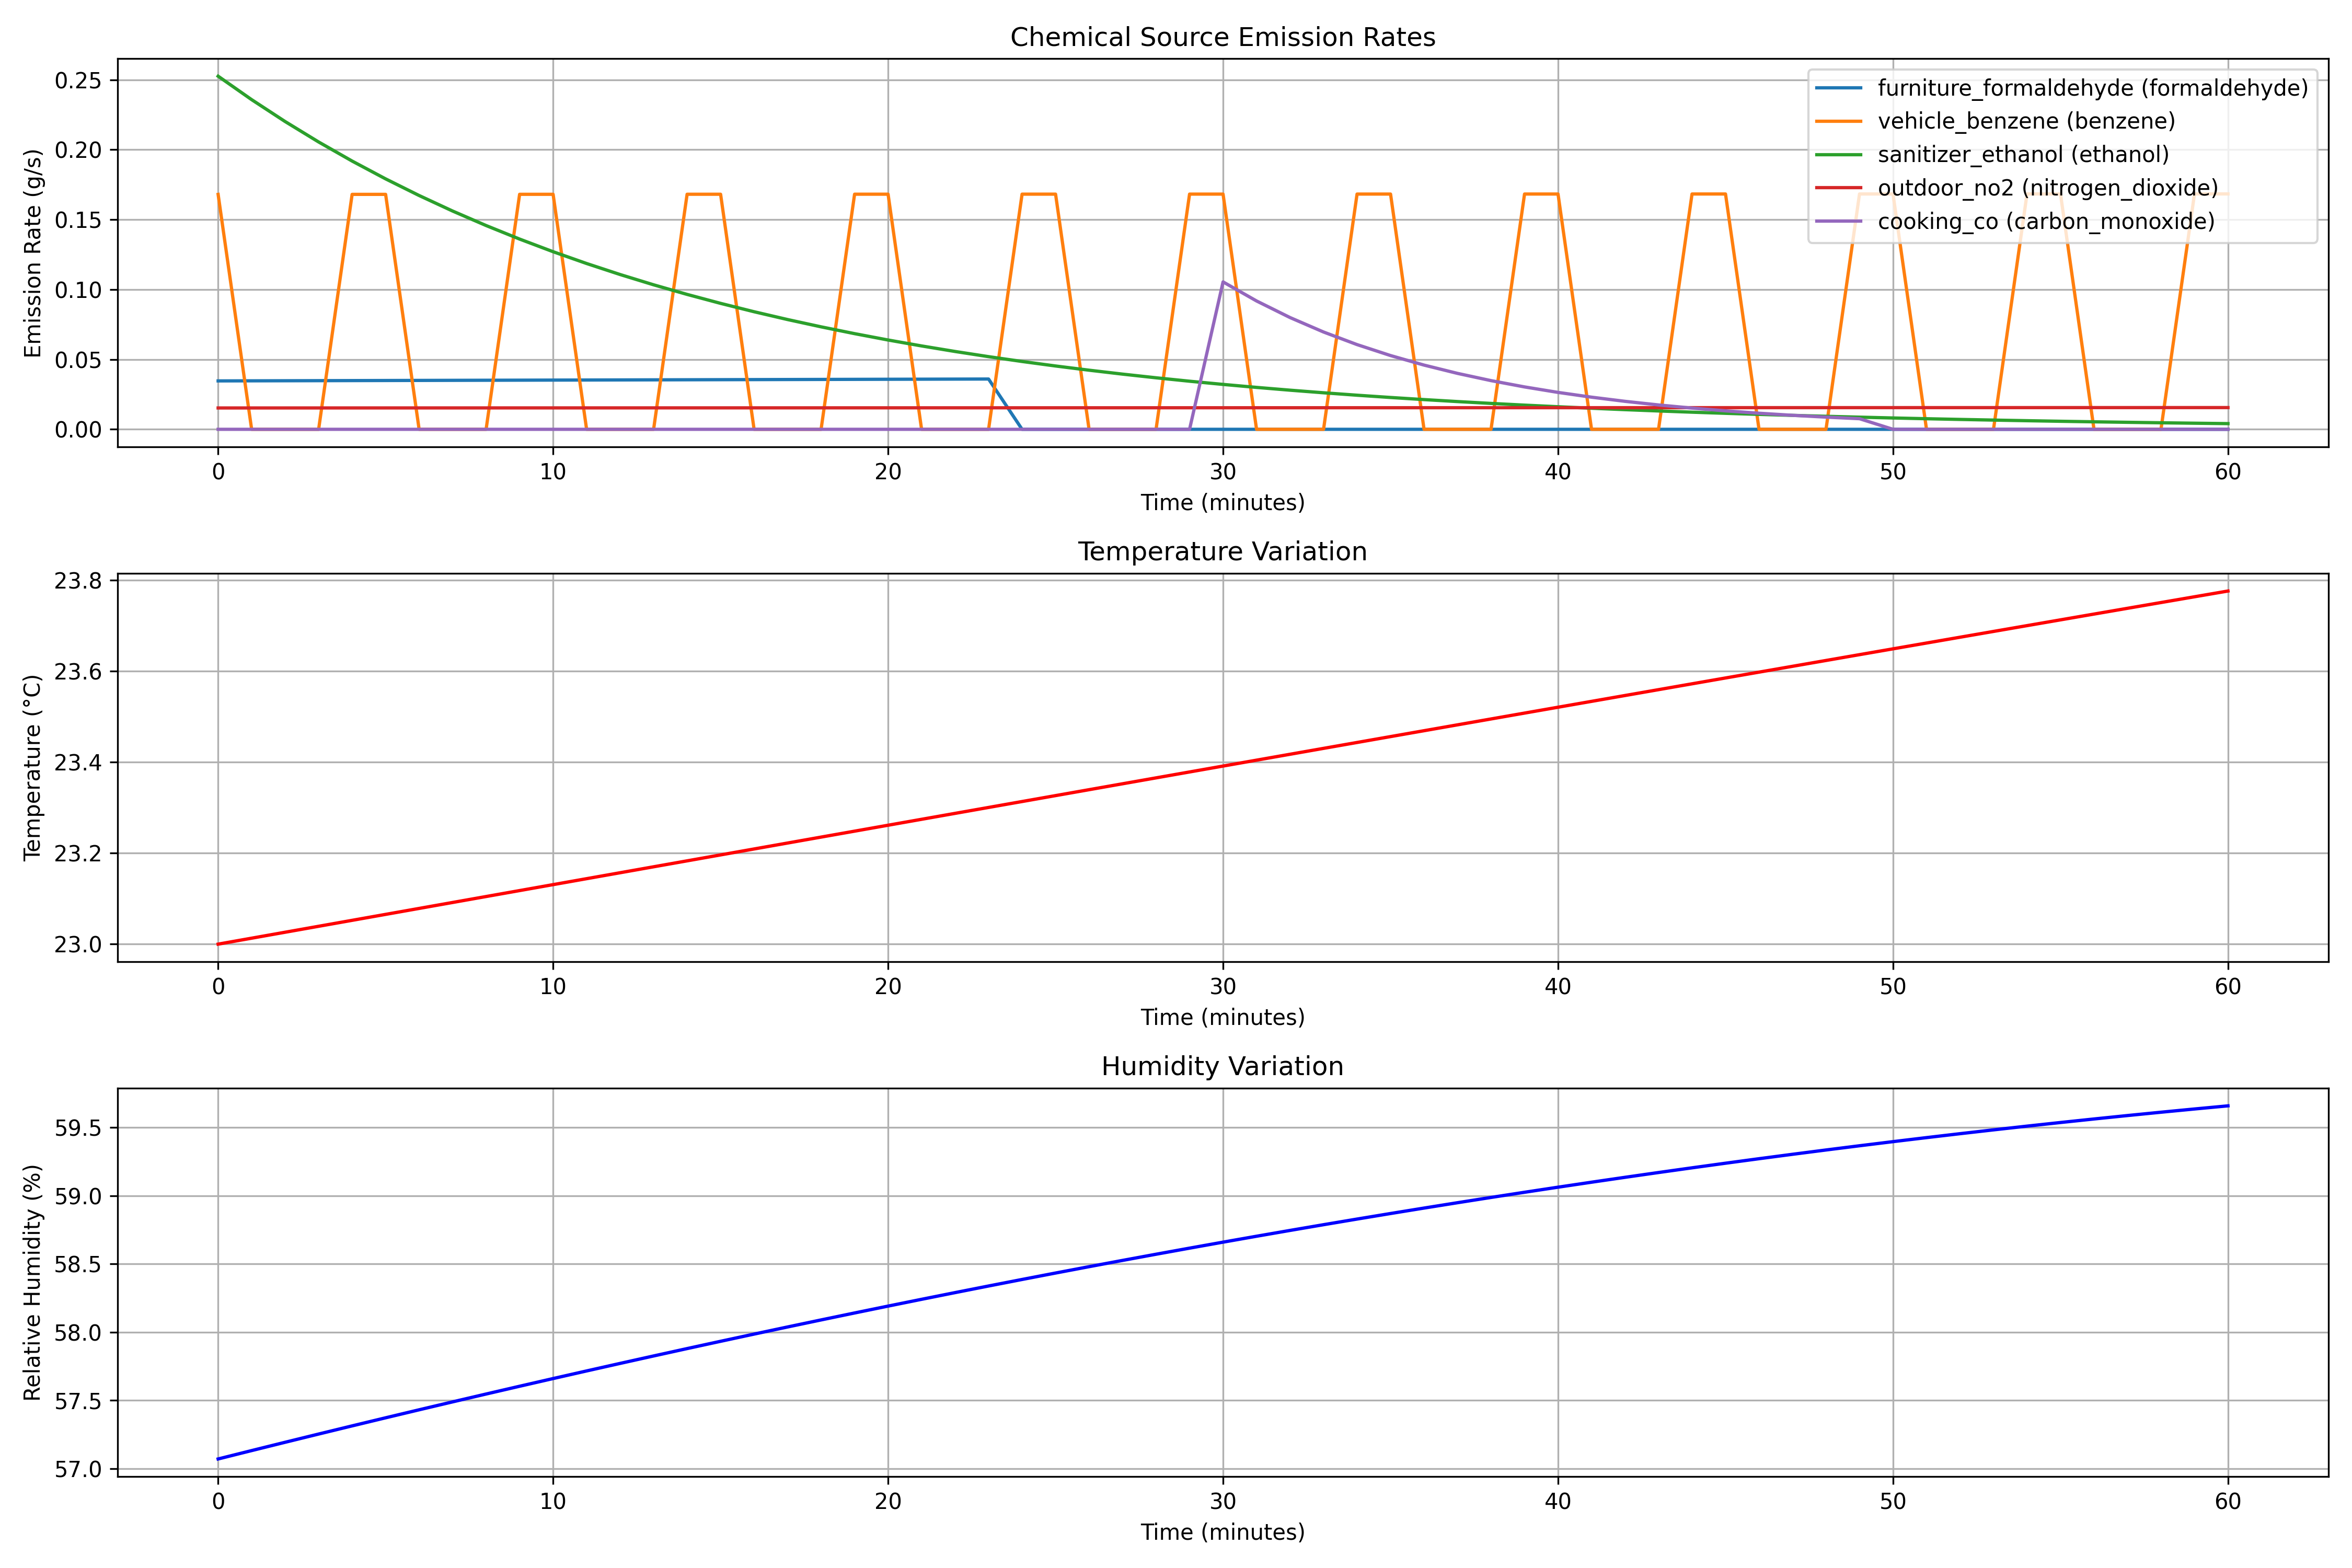 Chemical Source Emission Rates
Emission Rate (g/s)
0.25
0.20
0.15
0.10
0.05
0.00
furniture_formaldehyde (formaldehyde)
vehicle_benzene (benzene)
sanitizer_ethanol (ethanol)
outdoor_no2 (nitrogen_dioxide)
cooking_co (carbon_monoxide)
0 10 20 30 40 50 60
Time (minutes)
Temperature Variation
Temperature (°C)
23.8
23.6
23.4
23.2
23.0
0 10 20 30 40 50 60
Time (minutes)
Humidity Variation
Relative Humidity (%)
59.5
59.0
58.5
58.0
57.5
57.0
0 10 20 30 40 50 60
Time (minutes)